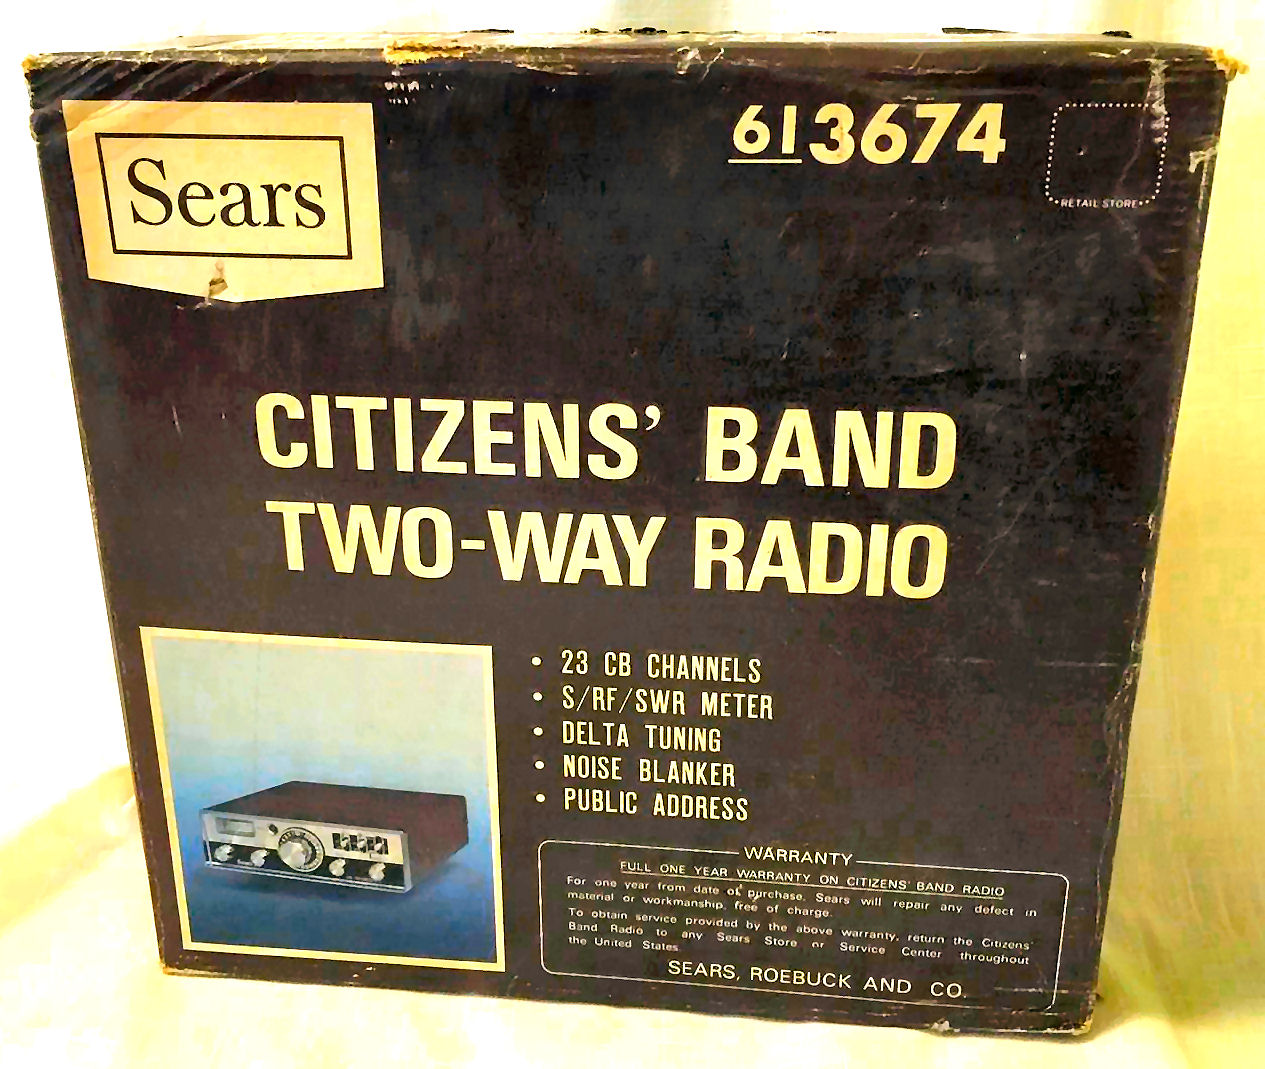 Sears
613674
RETAIL STORE
CITIZENS' BAND
TWO-WAY RADIO
• 23 CB CHANNELS
• S/RF/SWR METER
• DELTA TUNING
• NOISE BLANKER
• PUBLIC ADDRESS
WARRANTY
FULL ONE YEAR WARRANTY ON CITIZENS' BAND RADIO
For one year from date of purchase, Sears will repair any defect in
material or workmanship, free of charge.
To obtain service provided by the above warranty, return the Citizens'
Band Radio to any Sears Store or Service Center throughout
the United States.
SEARS, ROEBUCK AND CO.